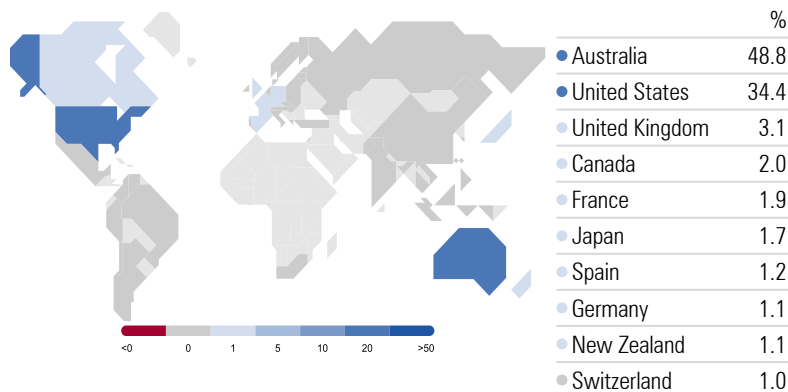 %
Australia 48.8
United States 34.4
United Kingdom 3.1
Canada 2.0
France 1.9
Japan 1.7
Spain 1.2
Germany 1.1
New Zealand 1.1
Switzerland 1.0
<0 0 1 5 10 20 >50